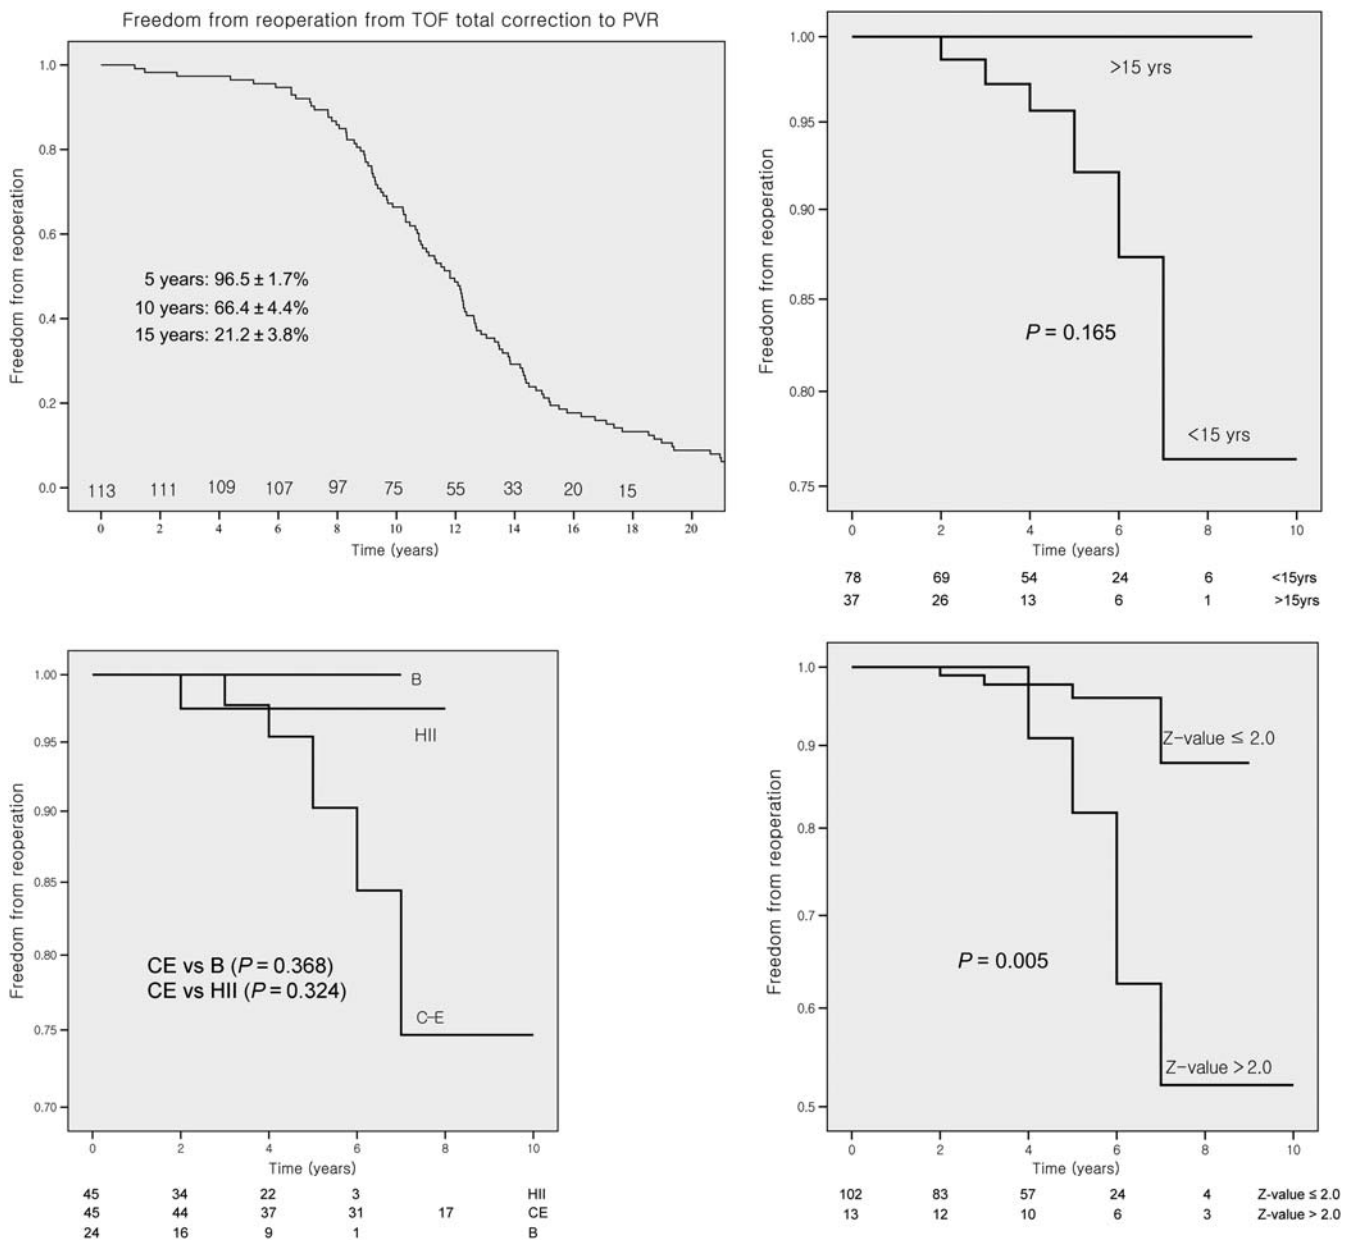 Freedom from reoperation from TOF total correction to PVR
Freedom from reoperation
1.0
0.8
0.6
0.4
0.2
0.0
5 years: 96.5 ± 1.7%
10 years: 66.4 ± 4.4%
15 years: 21.2 ± 3.8%
113 111 109 107 97 75 55 33 20 15
0 2 4 6 8 10 12 14 16 18 20
Time (years)
Freedom from reoperation
1.00
0.95
0.90
0.85
0.80
0.75
>15 yrs
P = 0.165
<15 yrs
0 2 4 6 8 10
Time (years)
78 69 54 24 6 <15yrs
37 26 13 6 1 >15yrs
Freedom from reoperation
1.00
0.95
0.90
0.85
0.80
0.75
0.70
B
HII
CE vs B (P = 0.368)
CE vs HII (P = 0.324)
C-E
0 2 4 6 8 10
Time (years)
45 34 22 3 HII
45 44 37 31 17 CE
24 16 9 1 B
Freedom from reoperation
1.0
0.9
0.8
0.7
0.6
0.5
Z-value ≤ 2.0
P = 0.005
Z-value > 2.0
0 2 4 6 8 10
Time (years)
102 83 57 24 4 Z-value ≤ 2.0
13 12 10 6 3 Z-value > 2.0